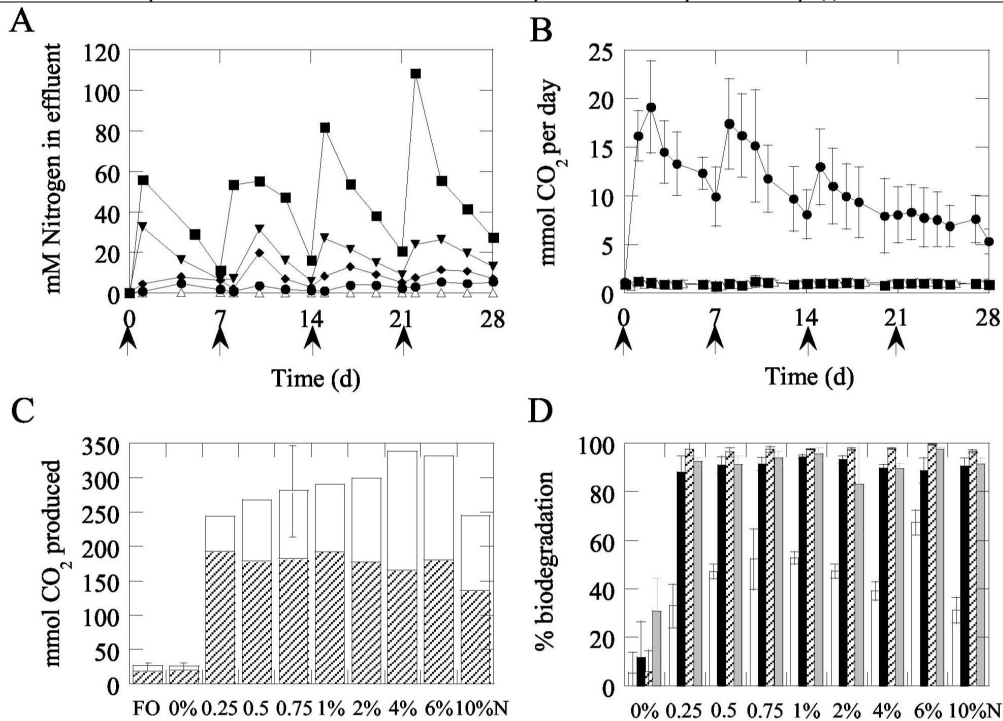 A
mM Nitrogen in effluent
120
100
80
60
40
20
0
0 7 14 21 28
Time (d)
B
mmol CO2 per day
25
20
15
10
5
0
0 7 14 21 28
Time (d)
C
mmol CO2 produced
350
300
250
200
150
100
50
0
FO 0% 0.25 0.5 0.75 1% 2% 4% 6% 10%N
D
% biodegradation
100
80
60
40
20
0
0% 0.25 0.5 0.75 1% 2% 4% 6% 10%N